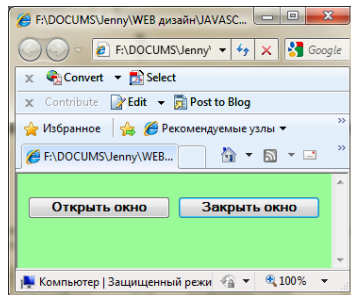 F:\DOCUMS\Jenny\WEB дизайн\JAVASC...
F:\DOCUMS\Jenny' Google
x Convert Select
x Contribute Edit Post to Blog
Избранное Рекомендуемые узлы »
F:\DOCUMS\Jenny\WEB... »
Открыть окно Закрыть окно
Компьютер | Защищенный режи 100%